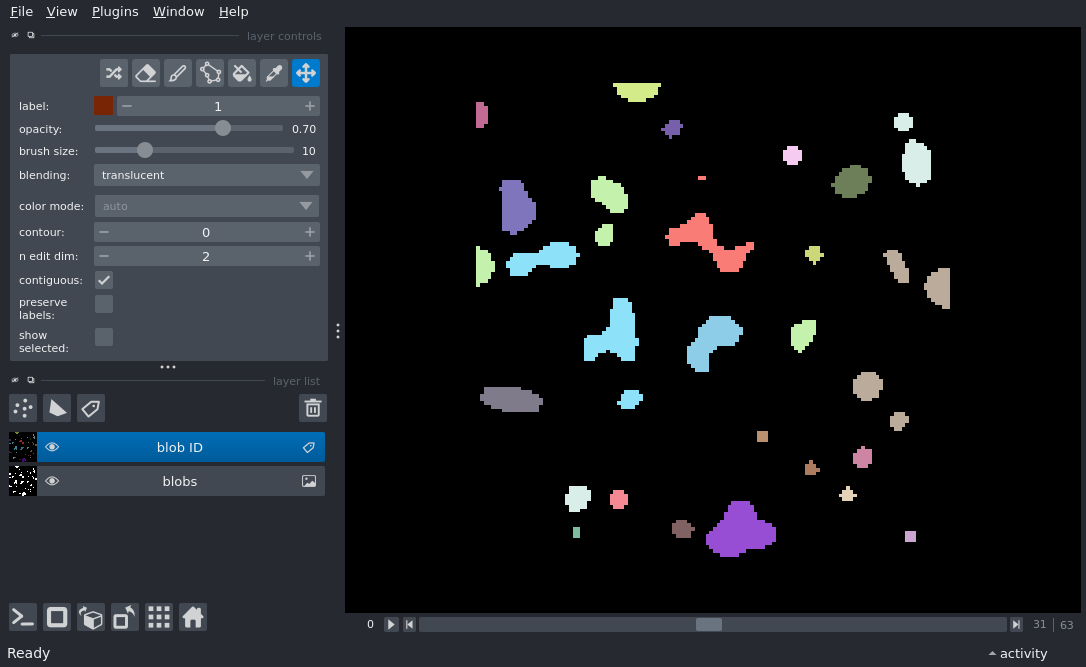 File View Plugins Window Help
layer controls
label: 1
opacity: 0.70
brush size: 10
blending: translucent
color mode: auto
contour: 0
n edit dim: 2
contiguous:
preserve
labels:
show
selected:
layer list
blob ID
blobs
0 31 63
Ready activity